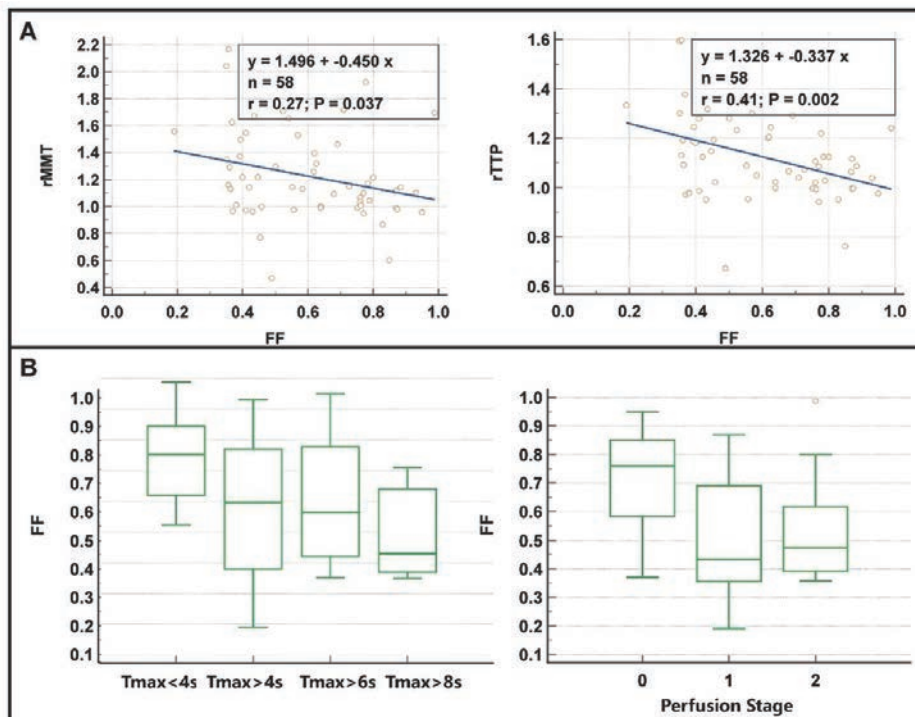 A
y = 1.496 + -0.450 x
n = 58
r = 0.27; P = 0.037
rMMT
2.2
2.0
1.8
1.6
1.4
1.2
1.0
0.8
0.6
0.4
0.0 0.2 0.4 0.6 0.8 1.0
FF
y = 1.326 + -0.337 x
n = 58
r = 0.41; P = 0.002
rTTP
1.6
1.4
1.2
1.0
0.8
0.6
0.0 0.2 0.4 0.6 0.8 1.0
FF
B
FF
1.0
0.9
0.8
0.7
0.6
0.5
0.4
0.3
0.2
0.1
Tmax<4s Tmax>4s Tmax>6s Tmax>8s
FF
1.0
0.9
0.8
0.7
0.6
0.5
0.4
0.3
0.2
0.1
0 1 2
Perfusion Stage